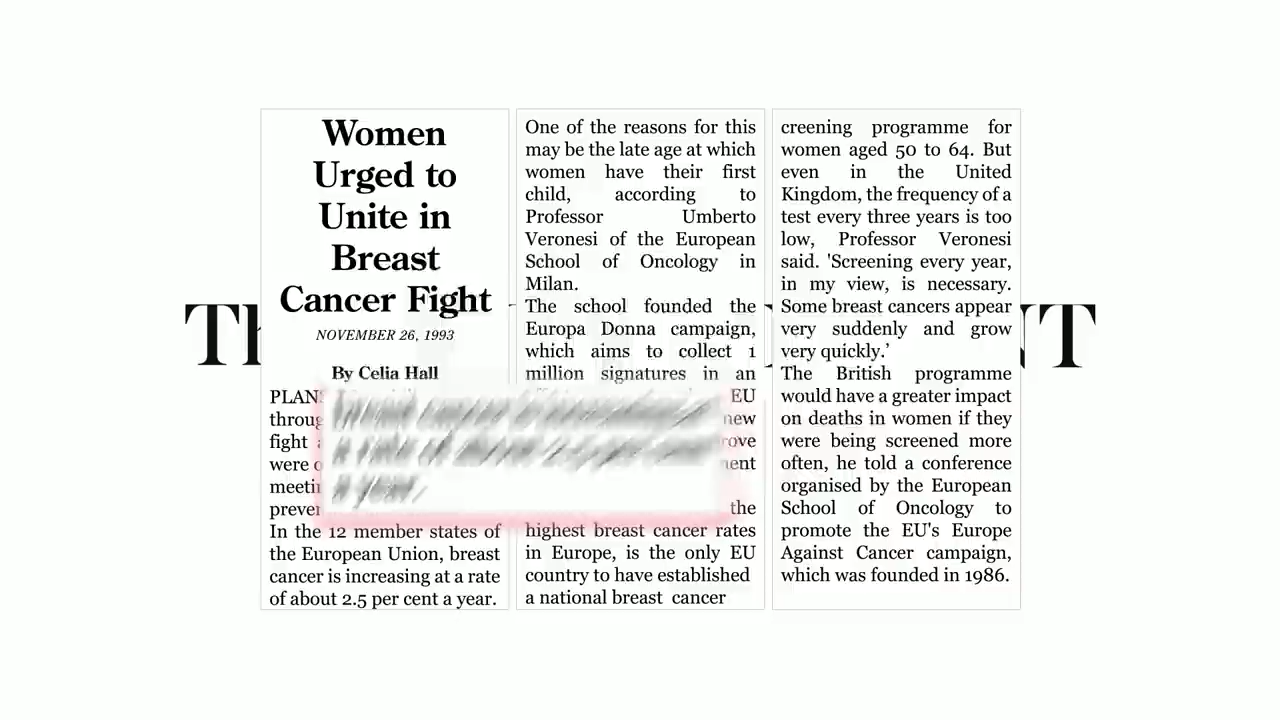 Women
Urged to
Unite in
Breast
Cancer Fight
NOVEMBER 26, 1993
By Celia Hall
fight
were
In the 12 member states of
the European Union, breast
cancer is increasing at a rate
of about 2.5 per cent a year.
One of the reasons for this
may be the late age at which
women have their first
child, according to
Professor Umberto
Veronesi of the European
School of Oncology in
Milan.
The school founded the
Europa Donna campaign,
which aims to collect 1
million signatures in an
EU
new
the
highest breast cancer rates
in Europe, is the only EU
country to have established
a national breast cancer
creening programme for
women aged 50 to 64. But
even in the United
Kingdom, the frequency of a
test every three years is too
low, Professor Veronesi
said. 'Screening every year,
in my view, is necessary.
Some breast cancers appear
very suddenly and grow
very quickly.’
The British programme
would have a greater impact
on deaths in women if they
were being screened more
often, he told a conference
organised by the European
School of Oncology to
promote the EU's Europe
Against Cancer campaign,
which was founded in 1986.